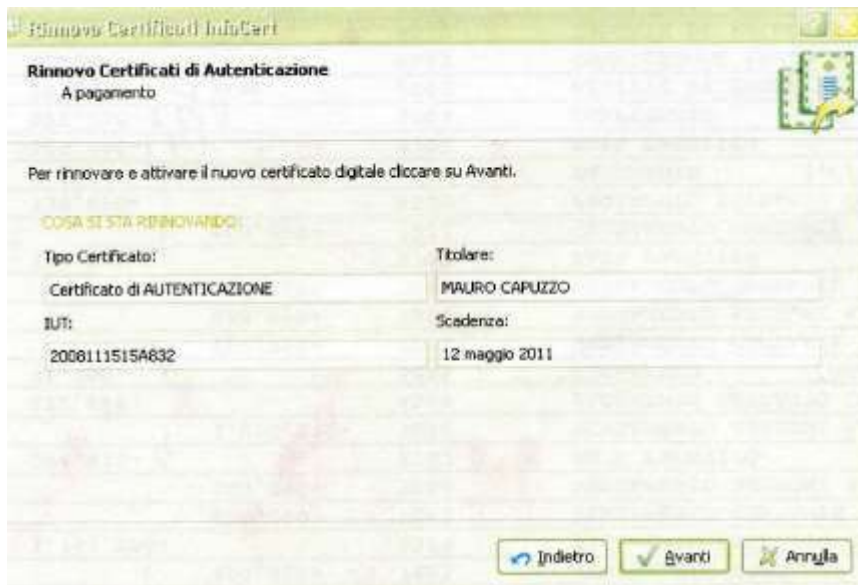 Rinnovo Certificati InfoCert
Rinnovo Certificati di Autenticazione
A pagamento
Per rinnovare e attivare il nuovo certificato digitale cliccare su Avanti.
COSA SI STA RINNOVANDO:
Tipo Certificato:
Titolare:
Certificato di AUTENTICAZIONE
MAURO CAPUZZO
IUT:
Scadenza:
2008111515A832
12 maggio 2011
Indietro
Avanti
Annulla